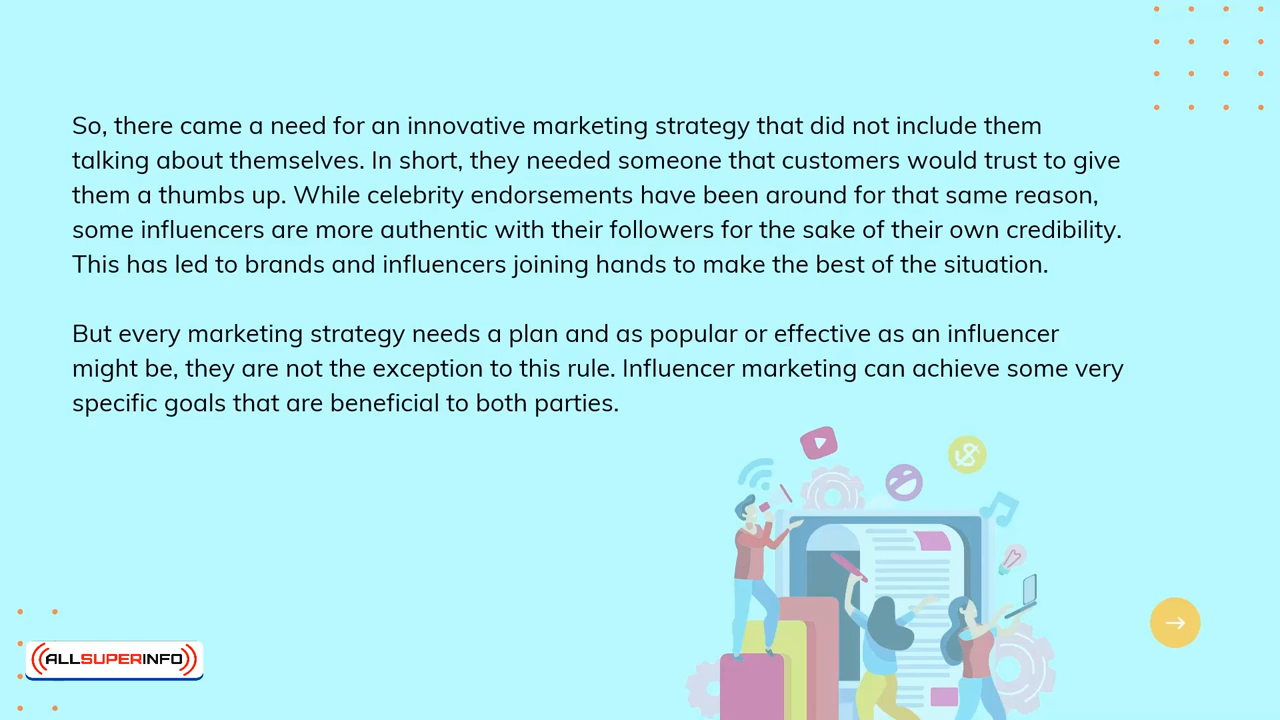 So, there came a need for an innovative marketing strategy that did not include them
talking about themselves. In short, they needed someone that customers would trust to give
them a thumbs up. While celebrity endorsements have been around for that same reason,
some influencers are more authentic with their followers for the sake of their own credibility.
This has led to brands and influencers joining hands to make the best of the situation.
But every marketing strategy needs a plan and as popular or effective as an influencer
might be, they are not the exception to this rule. Influencer marketing can achieve some very
specific goals that are beneficial to both parties.
ALLSUPERINFO